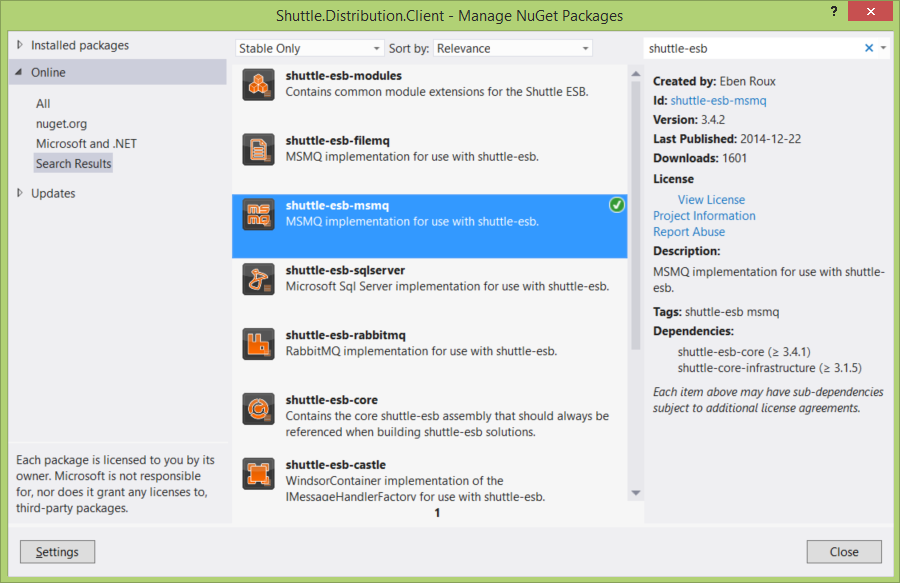 Shuttle.Distribution.Client - Manage NuGet Packages
?
Installed packages
Online
All
nuget.org
Microsoft and .NET
Search Results
Updates
Each package is licensed to you by its
owner. Microsoft is not responsible
for, nor does it grant any licenses to,
third-party packages.
Stable Only
Sort by: Relevance
shuttle-esb-modules
Contains common module extensions for the Shuttle ESB.
shuttle-esb-filemq
MSMQ implementation for use with shuttle-esb.
MS
MQ
shuttle-esb-msmq
MSMQ implementation for use with shuttle-esb.
shuttle-esb-sqlserver
Microsoft Sql Server implementation for use with shuttle-esb.
shuttle-esb-rabbitmq
RabbitMQ implementation for use with shuttle-esb.
shuttle-esb-core
Contains the core shuttle-esb assembly that should always be
referenced when building shuttle-esb solutions.
shuttle-esb-castle
WindsorContainer implementation of the
IMessageHandlerFactory for use with shuttle-esb.
1
shuttle-esb
Created by: Eben Roux
Id: shuttle-esb-msmq
Version: 3.4.2
Last Published: 2014-12-22
Downloads: 1601
License
View License
Project Information
Report Abuse
Description:
MSMQ implementation for use with shuttle-
esb.
Tags: shuttle-esb msmq
Dependencies:
shuttle-esb-core (≥ 3.4.1)
shuttle-core-infrastructure (≥ 3.1.5)
Each item above may have sub-dependencies
subject to additional license agreements.
Settings
Close